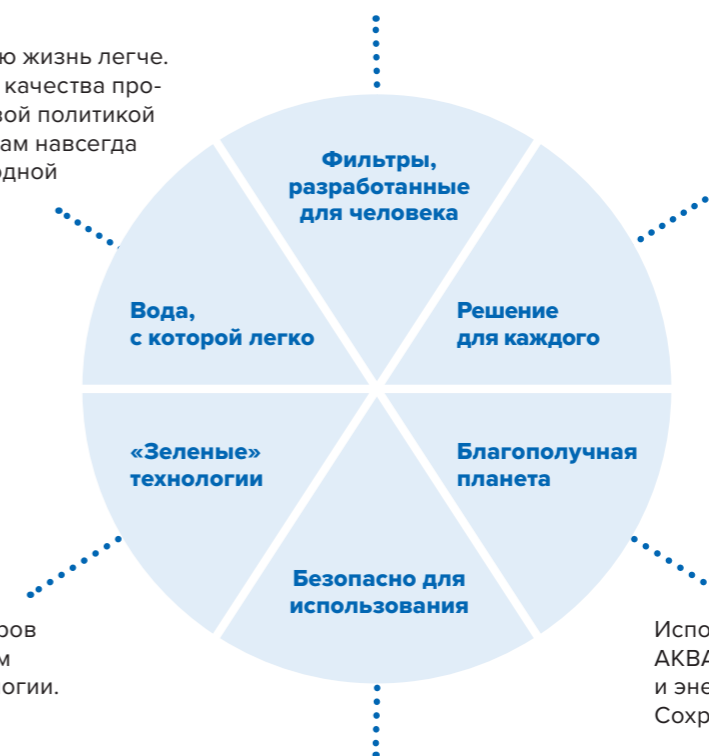 ю жизнь легче.
качества про-
вой политикой
ам навсегда
одной
Фильтры,
разработанные
для человека
Вода,
с которой легко
Решение
для каждого
«Зеленые»
технологии
Благополучная
планета
Безопасно для
использования
ров
м
огии.
Испо
АКВА
и эне
Сохр